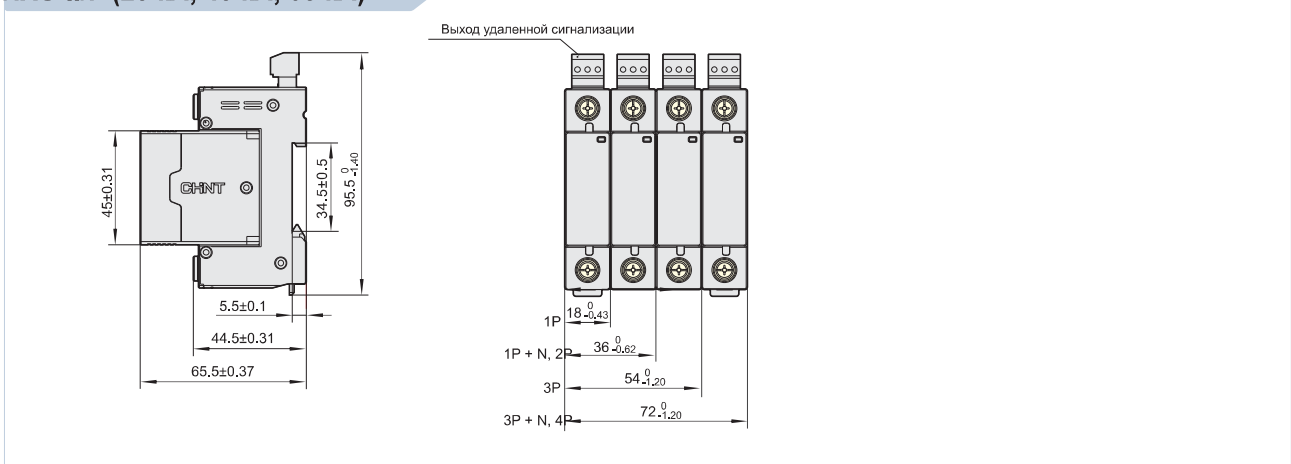 Выход удаленной сигнализации
CHNT
45±0.31
34.5±0.5
95.5 0 -1.40
5.5±0.1
44.5±0.31
65.5±0.37
1P 18 0 -0.43
1P + N, 2P 36 0 -0.62
3P 54 0 -1.20
3P + N, 4P 72 0 -1.20